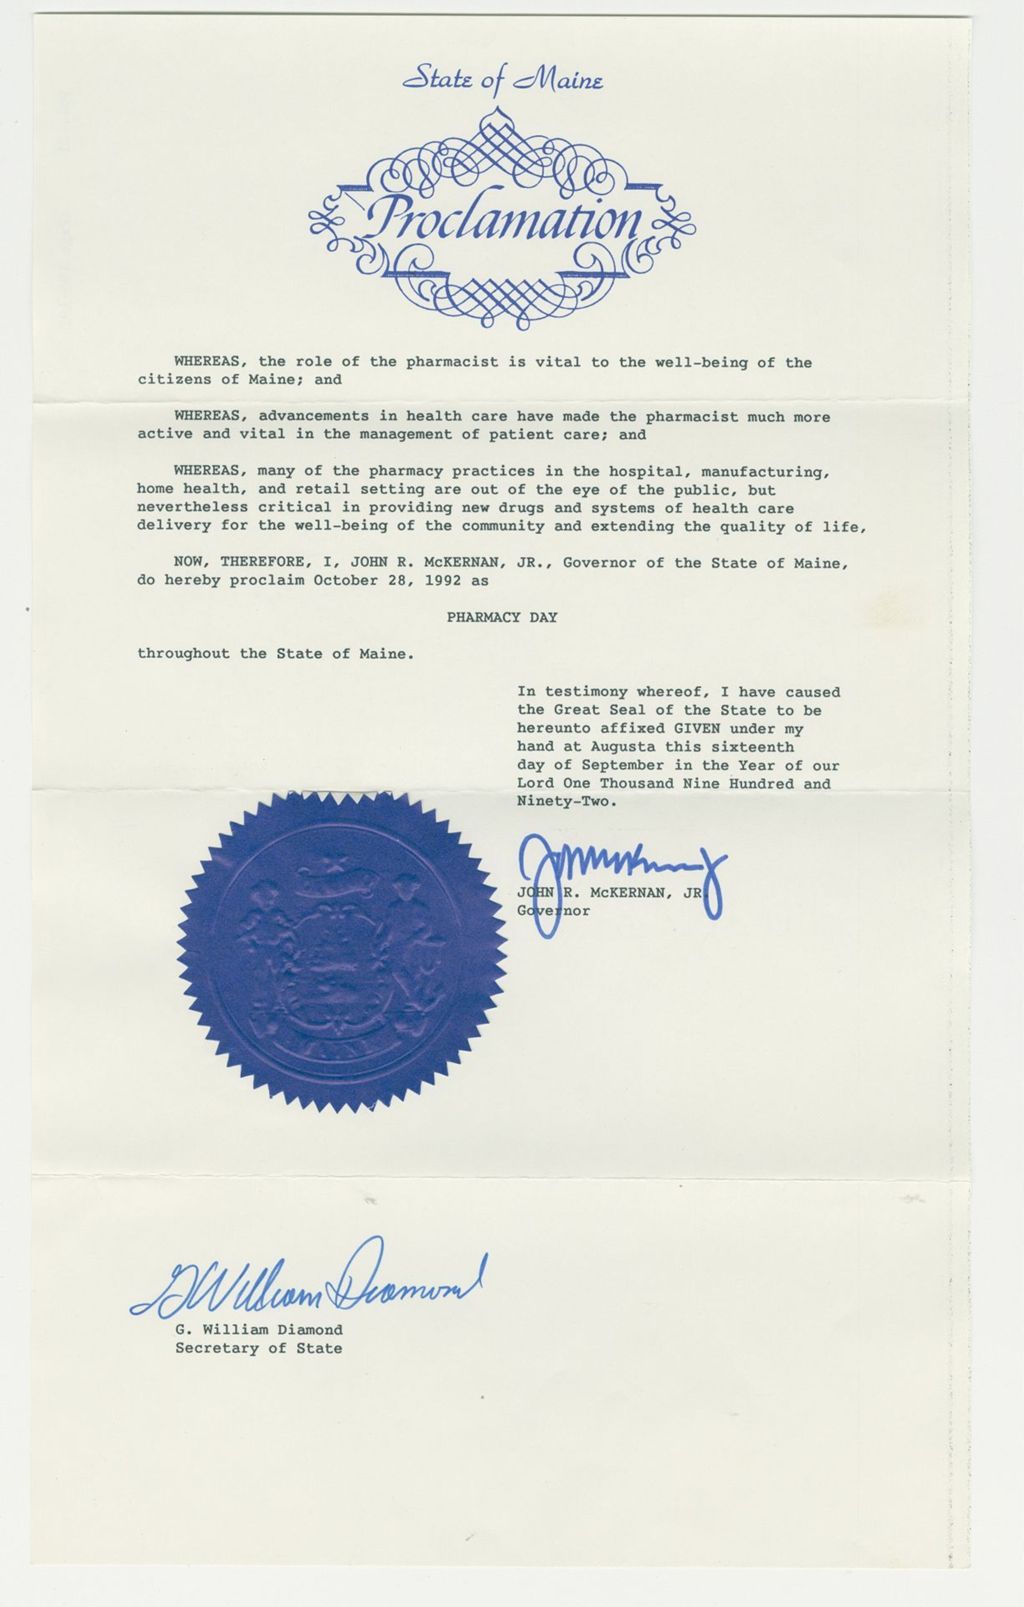 State of Maine
Proclamation
WHEREAS, the role of the pharmacist is vital to the well-being of the
citizens of Maine; and
WHEREAS, advancements in health care have made the pharmacist much more
active and vital in the management of patient care; and
WHEREAS, many of the pharmacy practices in the hospital, manufacturing,
home health, and retail setting are out of the eye of the public, but
nevertheless critical in providing new drugs and systems of health care
delivery for the well-being of the community and extending the quality of life,
NOW, THEREFORE, I, JOHN R. McKERNAN, JR., Governor of the State of Maine,
do hereby proclaim October 28, 1992 as
PHARMACY DAY
throughout the State of Maine.
In testimony whereof, I have caused
the Great Seal of the State to be
hereunto affixed GIVEN under my
hand at Augusta this sixteenth
day of September in the Year of our
Lord One Thousand Nine Hundred and
Ninety-Two.
JOHN R. McKERNAN, JR.
Governor
MAINE
G William Diamond
G. William Diamond
Secretary of State